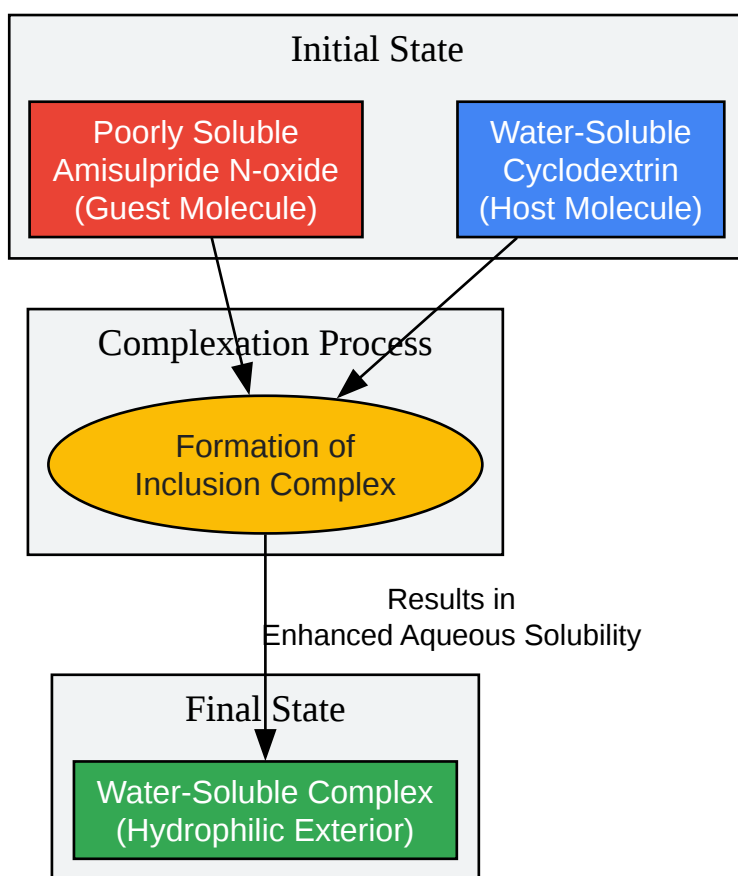 Initial State
Poorly Soluble
Amisulpride N-oxide
(Guest Molecule)
Water-Soluble
Cyclodextrin
(Host Molecule)
Complexation Process
Formation of
Inclusion Complex
Results in
Enhanced Aqueous Solubility
Final State
Water-Soluble Complex
(Hydrophilic Exterior)